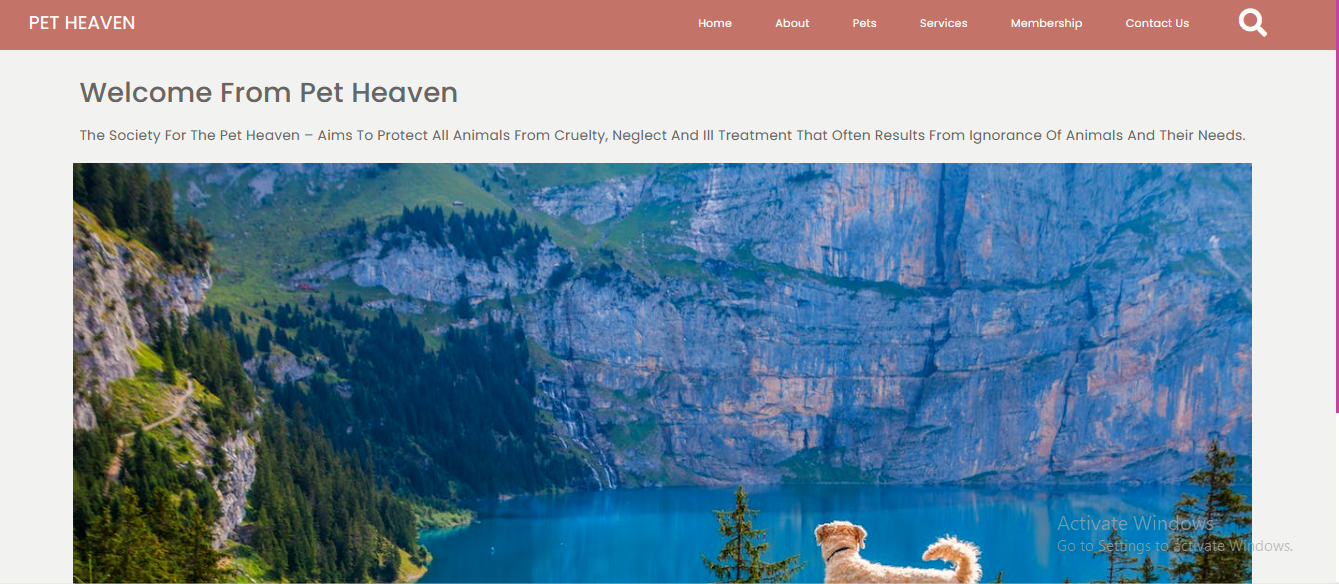 PET HEAVEN
Home About Pets Services Membership Contact Us
Welcome From Pet Heaven
The Society For The Pet Heaven – Aims To Protect All Animals From Cruelty, Neglect And Ill Treatment That Often Results From Ignorance Of Animals And Their Needs.
Activate Windows
Go to Settings to activate Windows.